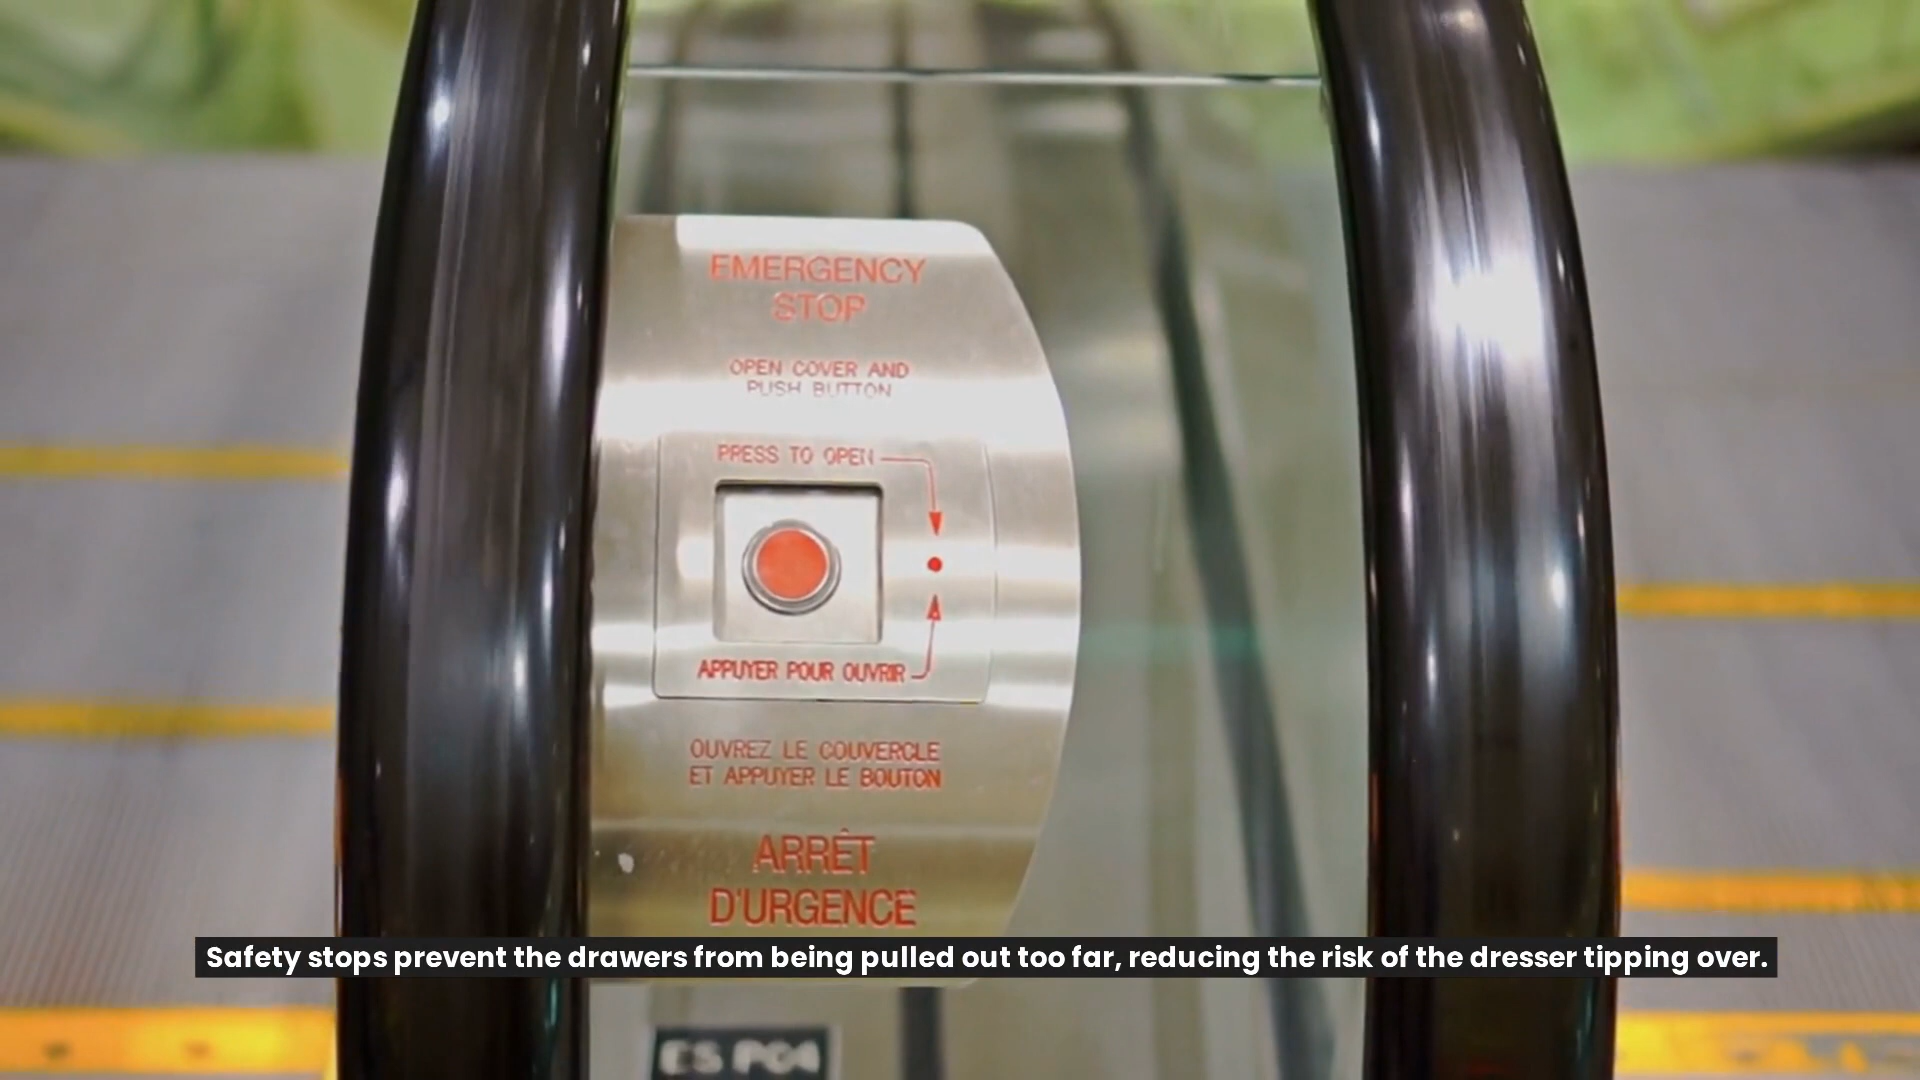 EMERGENCY
STOP
OPEN COVER AND
PUSH BUTTON
PRESS TO OPEN
APPUYER POUR OUVRIR
OUVREZ LE COUVERCLE
ET APPUYER LE BOUTON
ARRÊT
D'URGENCE
Safety stops prevent the drawers from being pulled out too far, reducing the risk of the dresser tipping over.
ES P04